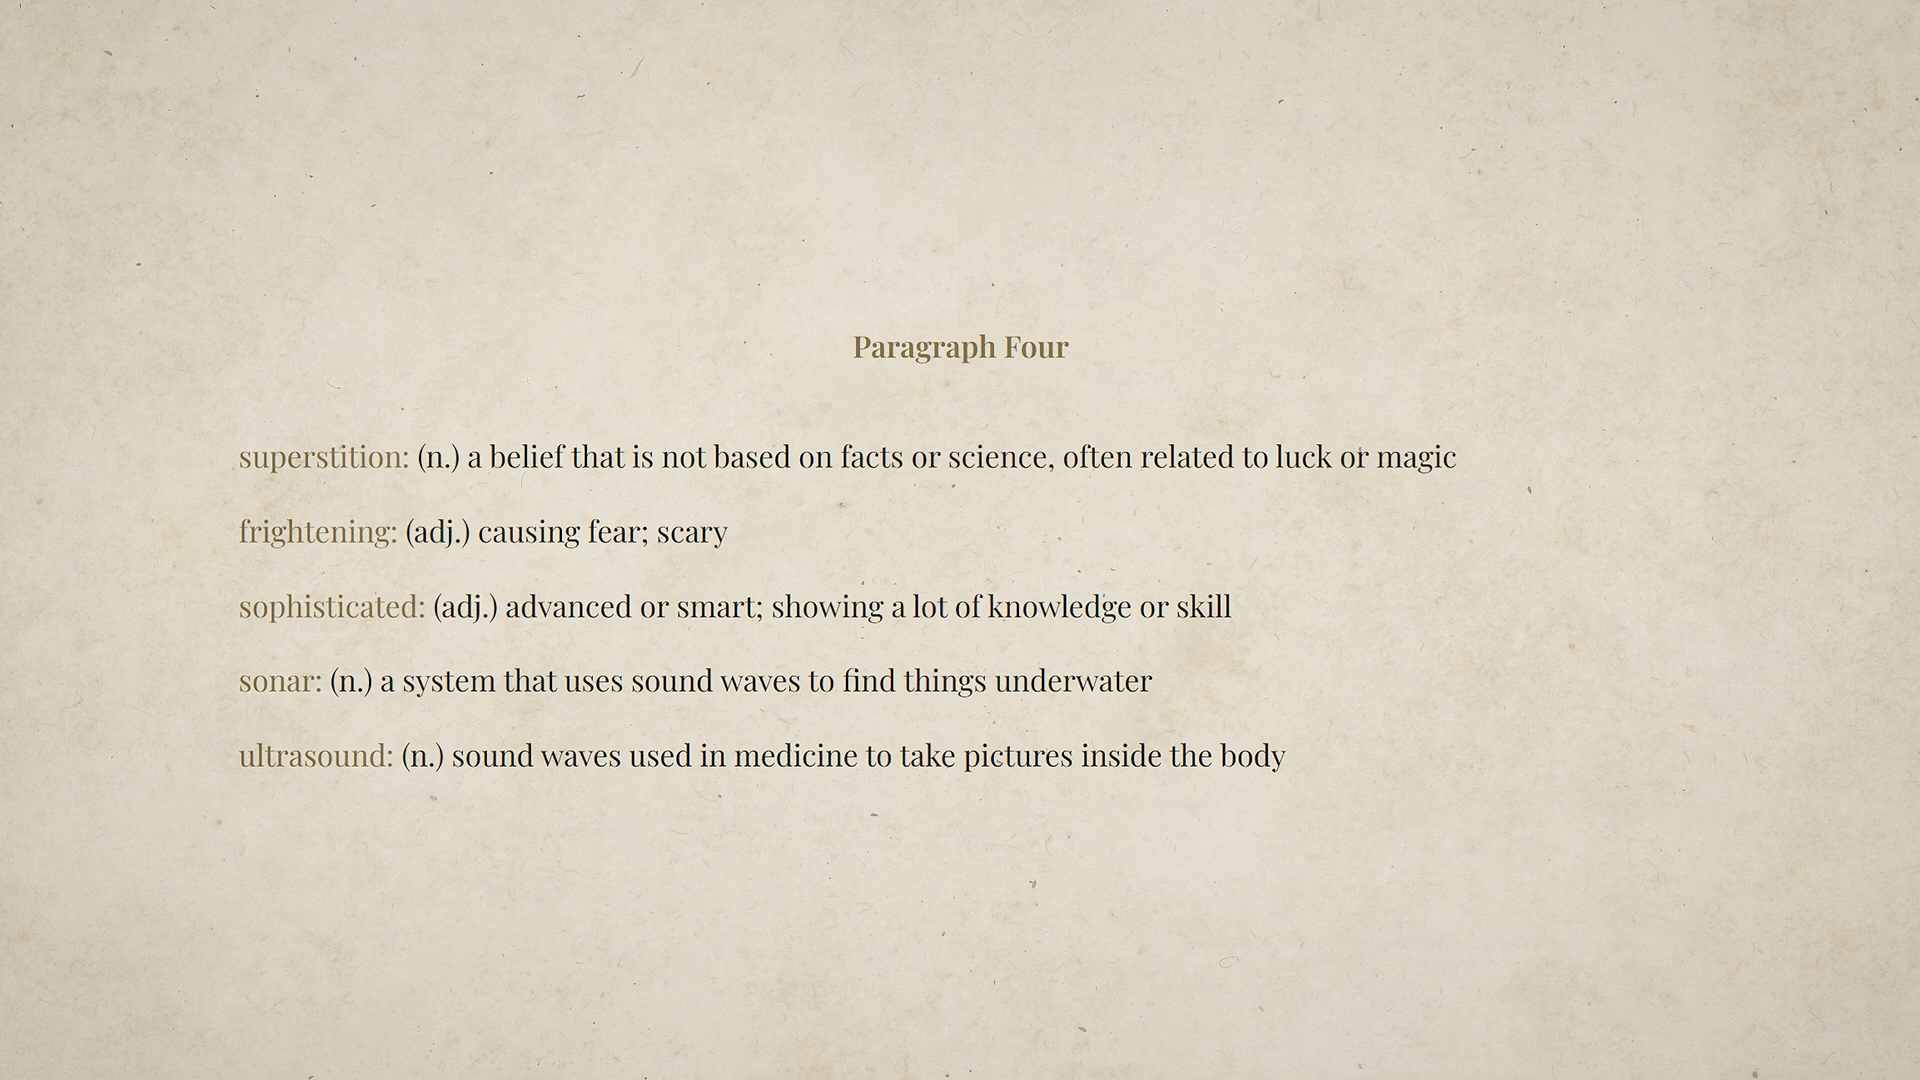 Paragraph Four
superstition: (n.) a belief that is not based on facts or science, often related to luck or magic
frightening: (adj.) causing fear; scary
sophisticated: (adj.) advanced or smart; showing a lot of knowledge or skill
sonar: (n.) a system that uses sound waves to find things underwater
ultrasound: (n.) sound waves used in medicine to take pictures inside the body